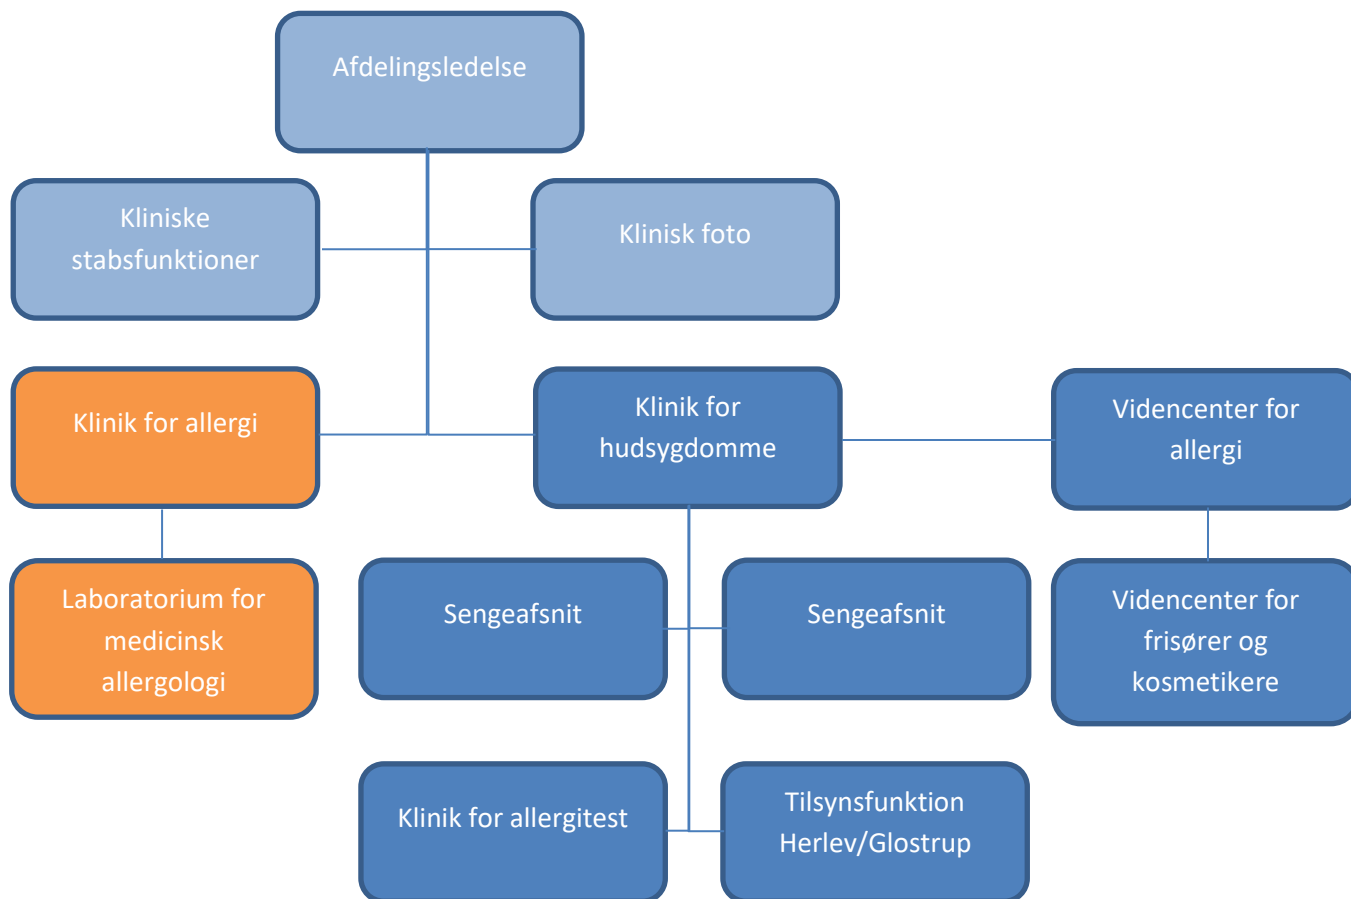 Afdelingsledelse
Kliniske
stabsfunktioner
Klinisk foto
Klinik for allergi
Klinik for
hudsygdomme
Videncenter for
allergi
Laboratorium for
medicinsk
allergologi
Sengeafsnit
Sengeafsnit
Videncenter for
frisører og
kosmetikere
Klinik for allergitest
Tilsynsfunktion
Herlev/Glostrup